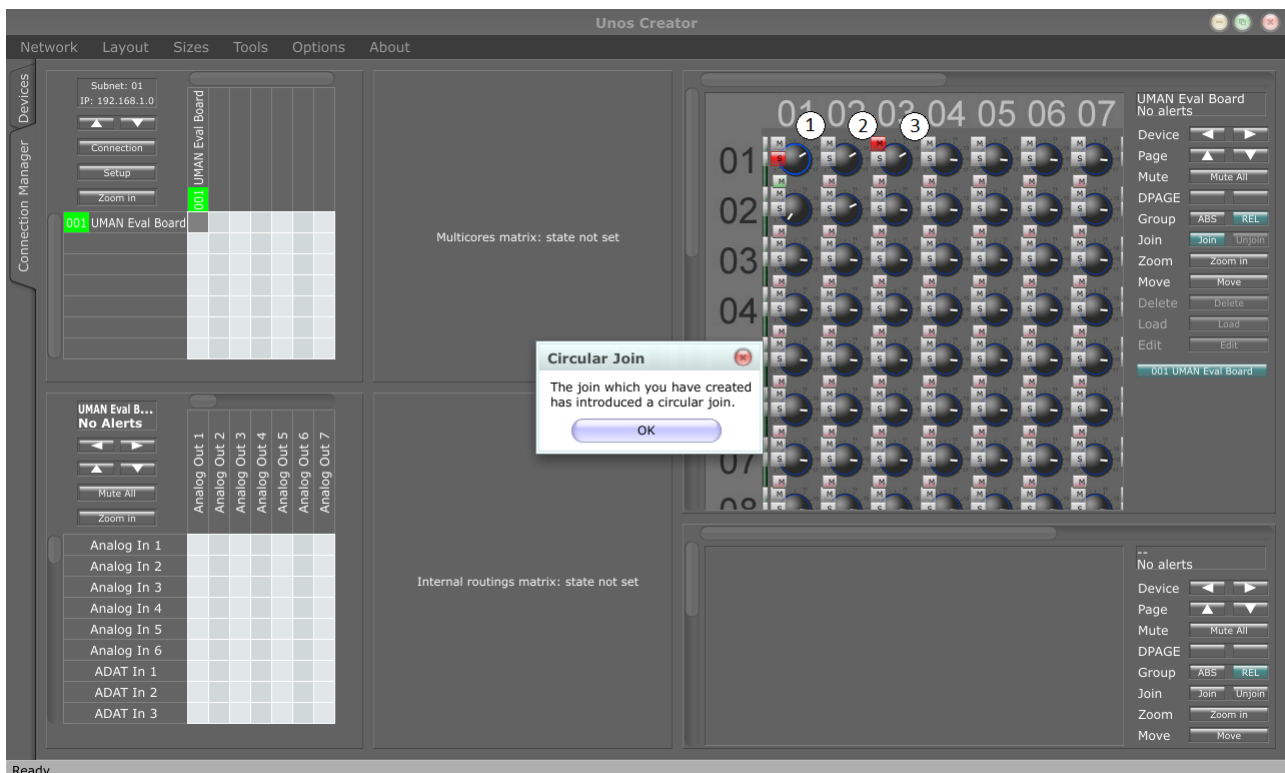 Unos Creator
Network Layout Sizes Tools Options About
Devices
Connection Manager
Subnet: 01
IP: 192.168.1.0
Connection
Setup
Zoom in
001 UMAN Eval Board
001 UMAN Eval Board
Multicores matrix: state not set
01 02 03 04 05 06 07
1 2 3
01
02
03
04
07
08
M
S
UMAN Eval Board
No alerts
Device
Page
Mute Mute All
DPAGE
Group ABS REL
Join Join Unjoin
Zoom Zoom in
Move Move
Delete Delete
Load Load
Edit Edit
001 UMAN Eval Board
Circular Join
The join which you have created
has introduced a circular join.
OK
UMAN Eval B...
No Alerts
Mute All
Zoom in
Analog Out 1
Analog Out 2
Analog Out 3
Analog Out 4
Analog Out 5
Analog Out 6
Analog Out 7
Analog In 1
Analog In 2
Analog In 3
Analog In 4
Analog In 5
Analog In 6
ADAT In 1
ADAT In 2
ADAT In 3
Internal routings matrix: state not set
--
No alerts
Device
Page
Mute Mute All
DPAGE
Group ABS REL
Join Join Unjoin
Zoom Zoom in
Move Move
Ready